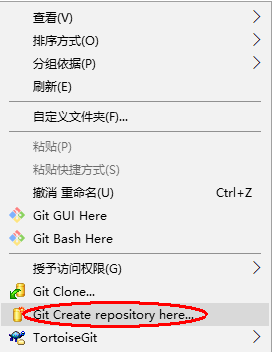 查看(V)
排序方式(O)
分组依据(P)
刷新(E)
自定义文件夹(F)...
粘贴(P)
粘贴快捷方式(S)
撤消 重命名(U) Ctrl+Z
Git GUI Here
Git Bash Here
授予访问权限(G)
Git Clone...
Git Create repository here...
TortoiseGit